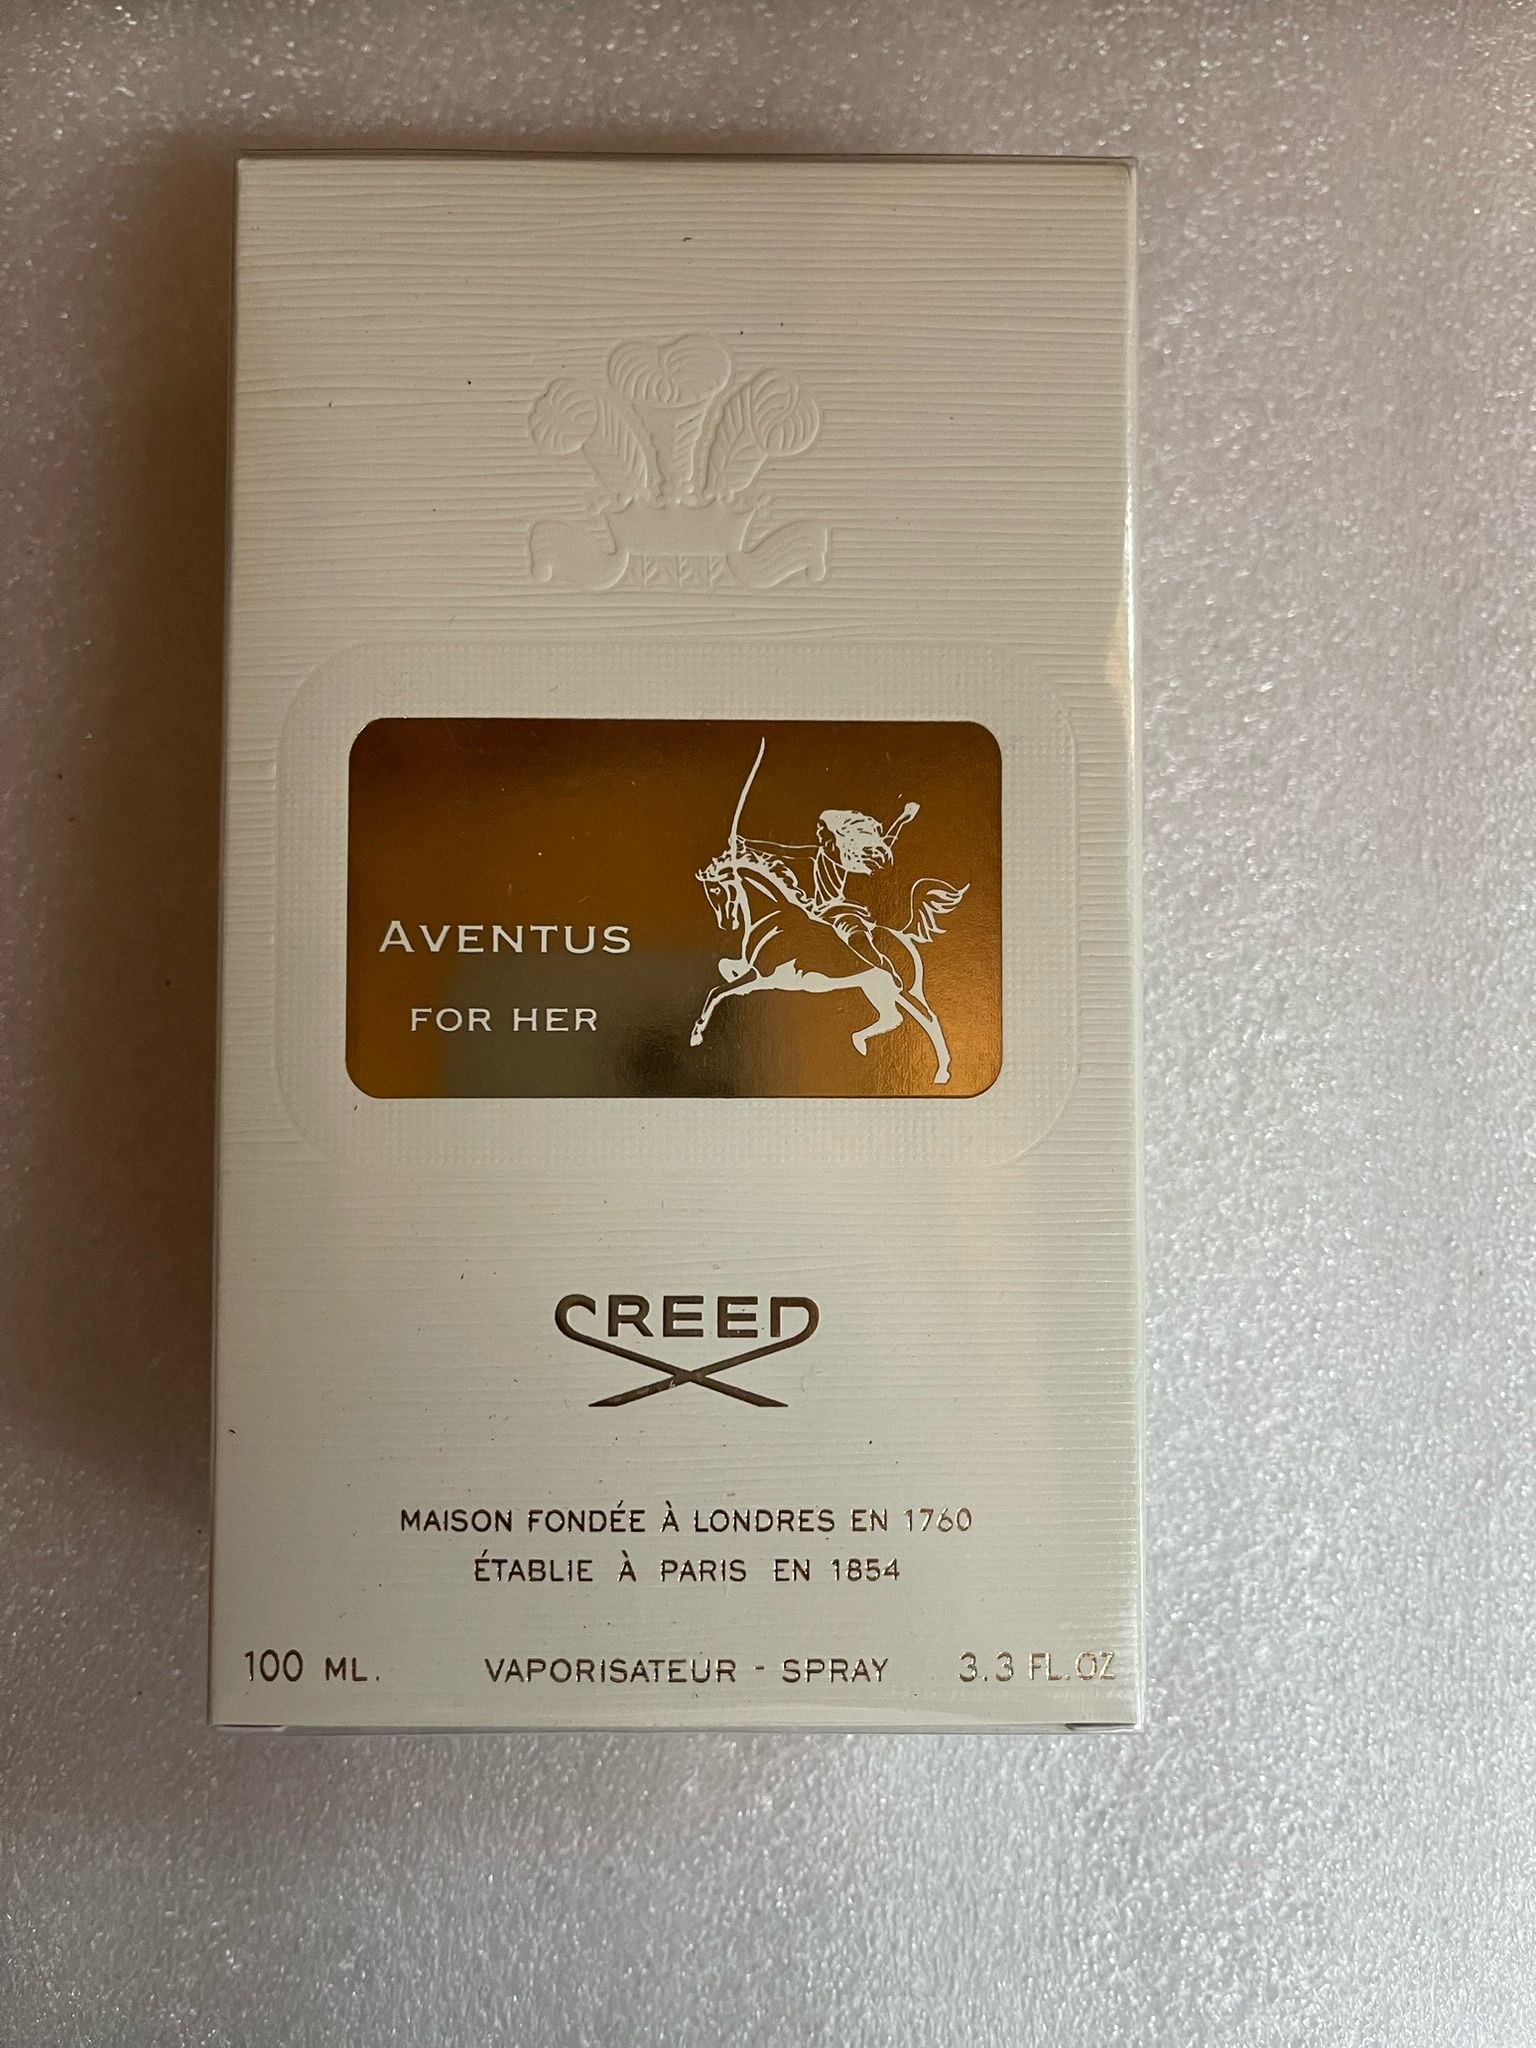 AVENTUS
FOR HER
CREED
MAISON FONDÉE À LONDRES EN 1760
ÉTABLIE À PARIS EN 1854
100 ML. VAPORISATEUR - SPRAY 3.3 FL.OZ